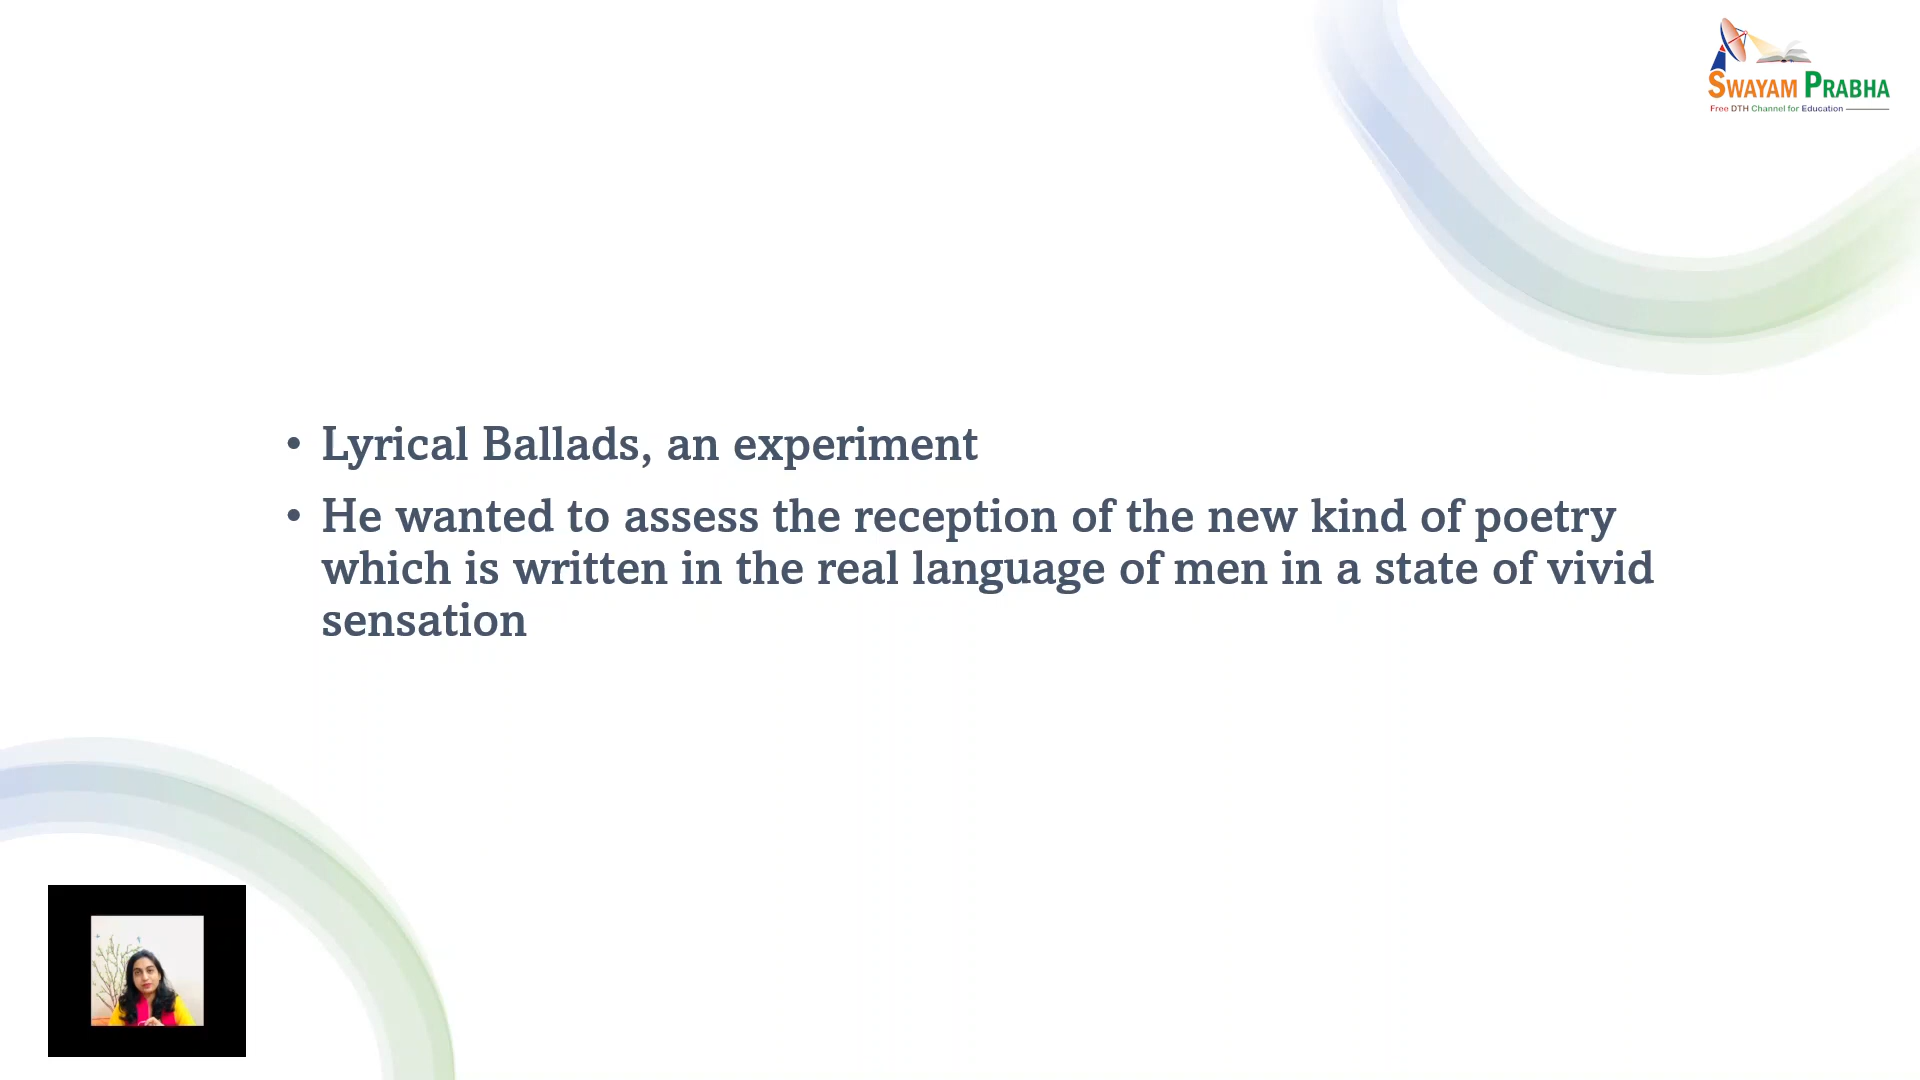 SWAYAM PRABHA
Free DTH Channel for Education
• Lyrical Ballads, an experiment
• He wanted to assess the reception of the new kind of poetry
which is written in the real language of men in a state of vivid
sensation